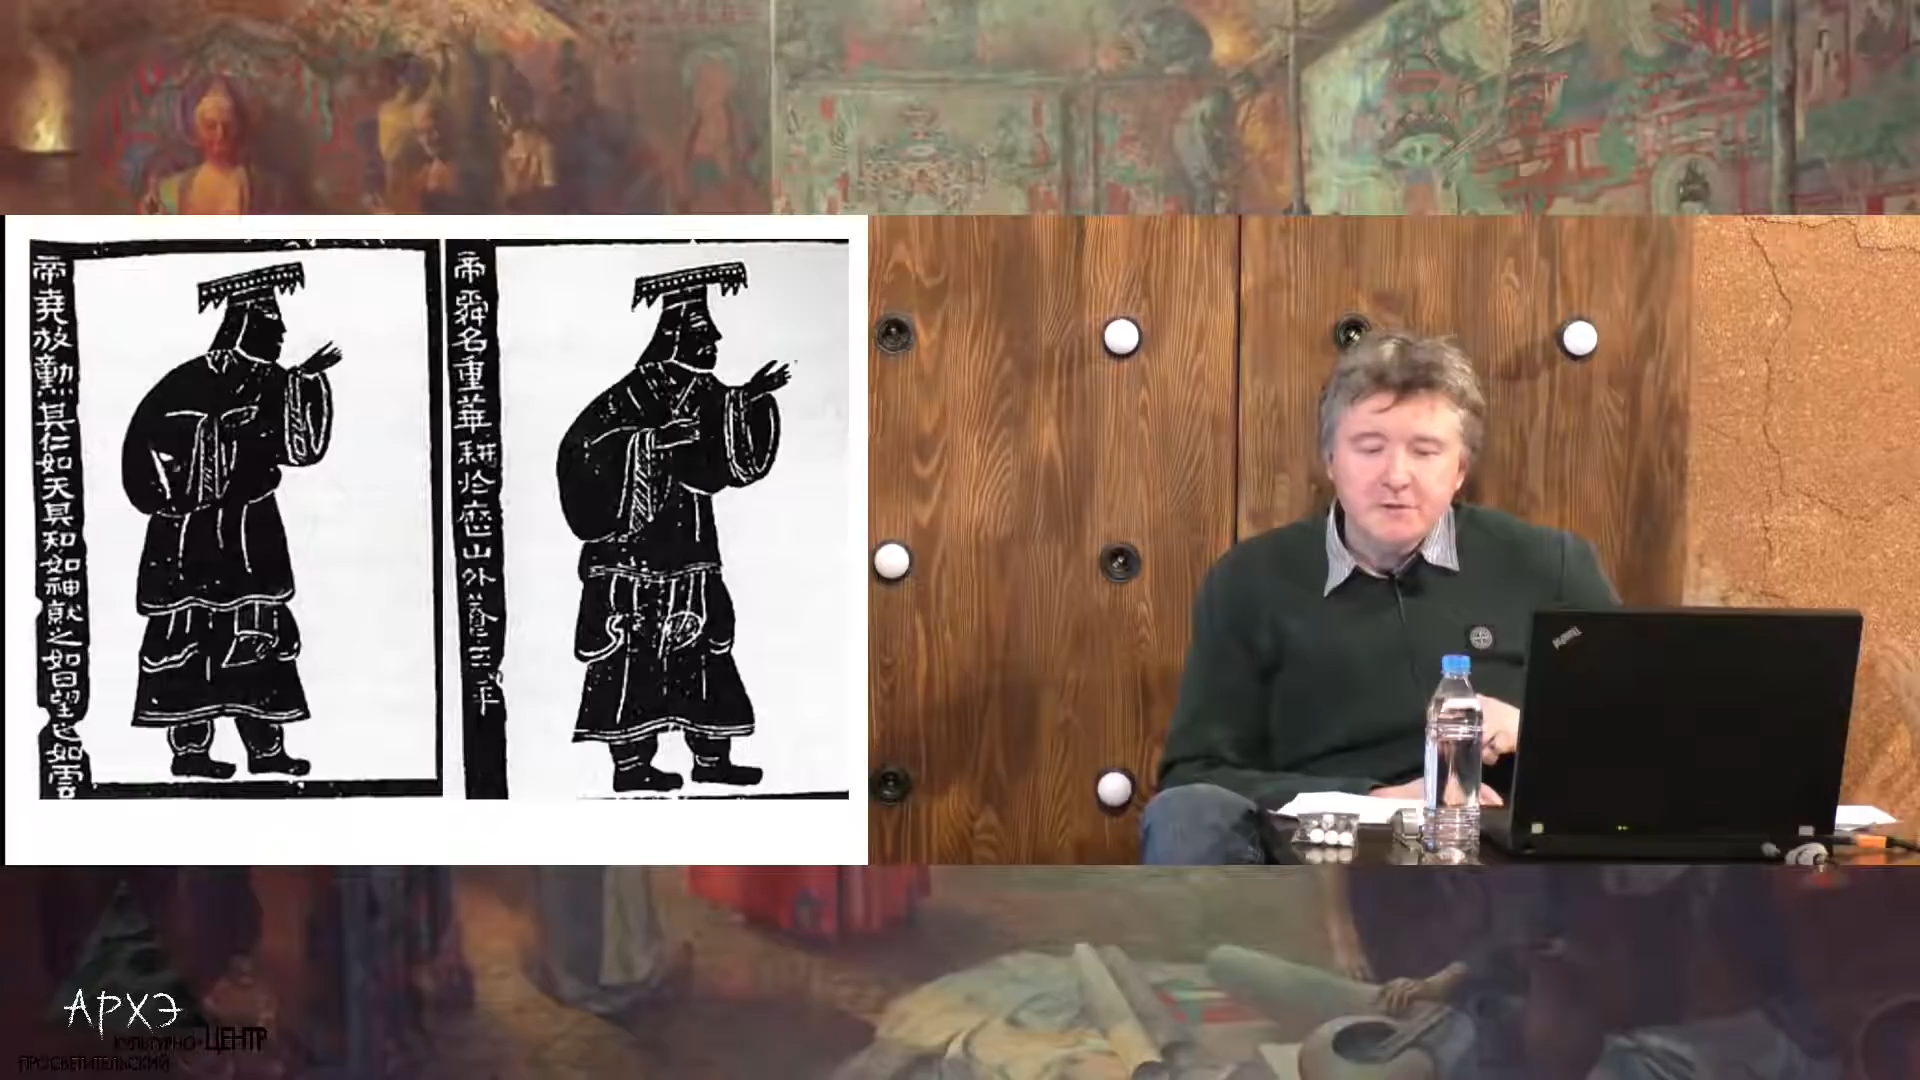 帝堯放勳其仁如天其知如神就之如日望之如雲
帝舜名重華耕於歷山外養三年
ThinkPad
АРХЭ
КУЛЬТУРНО-ЦЕНТР
ПРОСВЕТИТЕЛЬСКИЙ